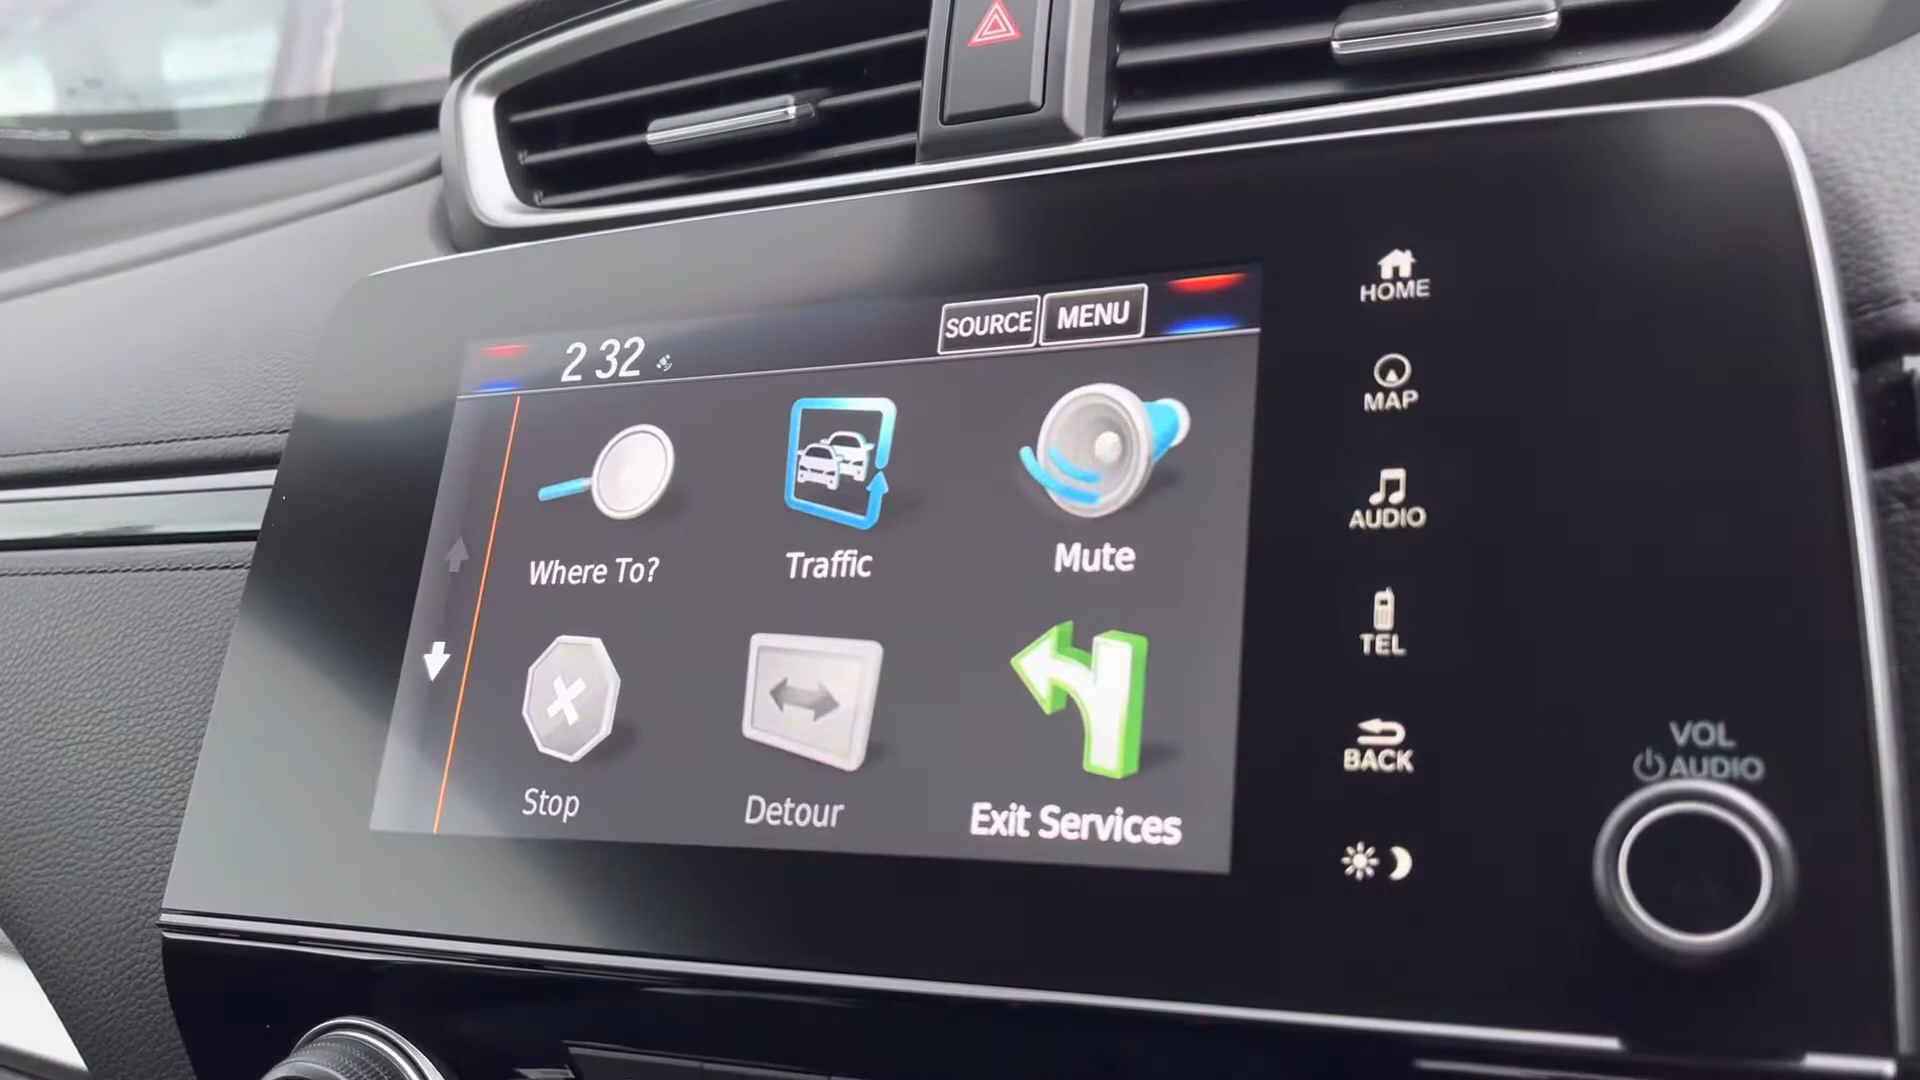 2 32
SOURCE
MENU
Where To?
Traffic
Mute
Stop
Detour
Exit Services
HOME
MAP
AUDIO
TEL
BACK
VOL
AUDIO